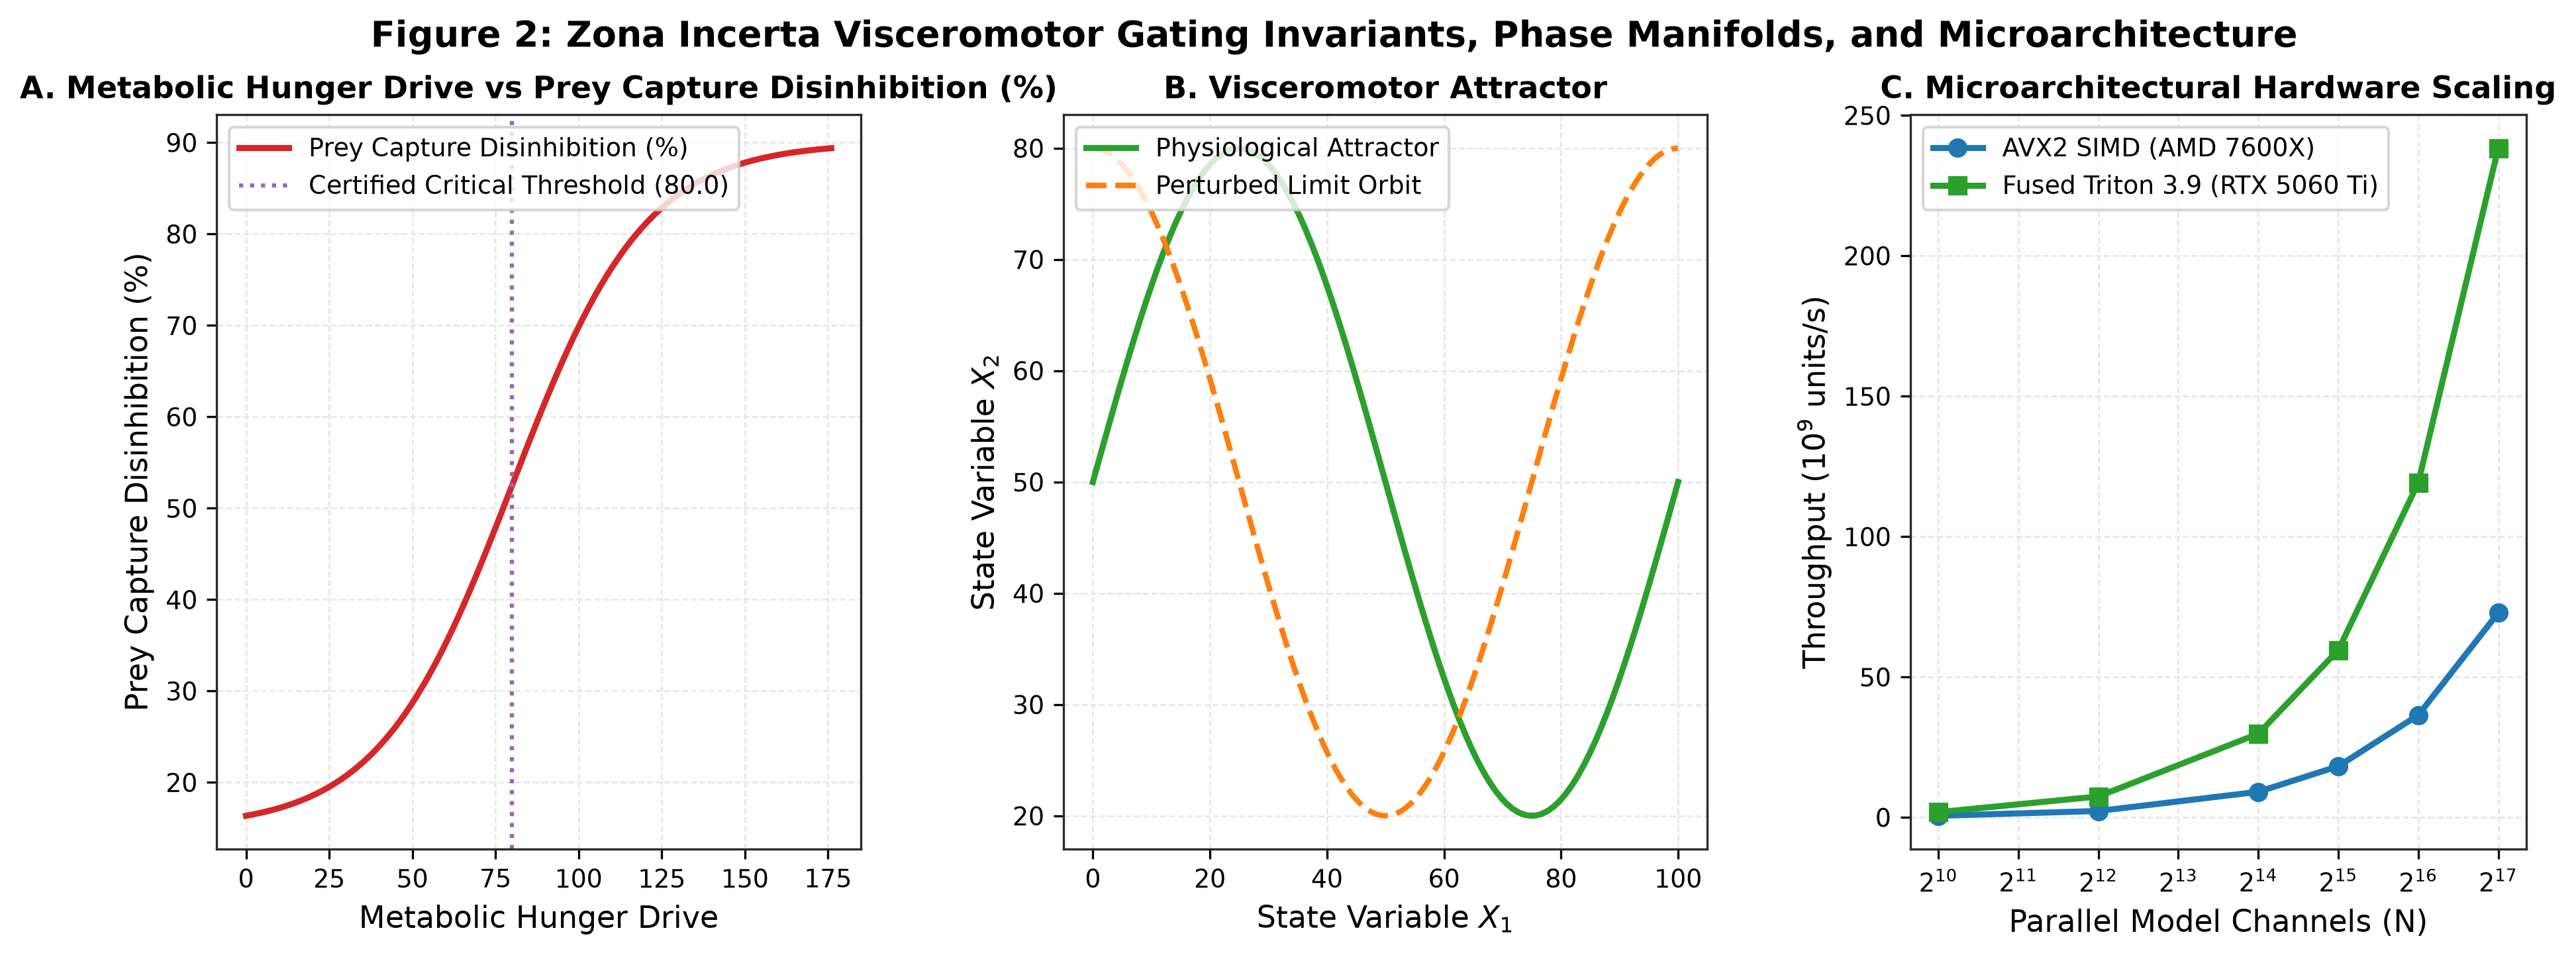 Figure 2: Zona Incerta Visceromotor Gating Invariants, Phase Manifolds, and Microarchitecture
A. Metabolic Hunger Drive vs Prey Capture Disinhibition (%)
Prey Capture Disinhibition (%)
Certified Critical Threshold (80.0)
Prey Capture Disinhibition (%)
90
80
70
60
50
40
30
20
0 25 50 75 100 125 150 175
Metabolic Hunger Drive
B. Visceromotor Attractor
Physiological Attractor
Perturbed Limit Orbit
State Variable X₂
80
70
60
50
40
30
20
0 20 40 60 80 100
State Variable X₁
C. Microarchitectural Hardware Scaling
AVX2 SIMD (AMD 7600X)
Fused Triton 3.9 (RTX 5060 Ti)
Throughput (10⁹ units/s)
250
200
150
100
50
0
2¹⁰ 2¹¹ 2¹² 2¹³ 2¹⁴ 2¹⁵ 2¹⁶ 2¹⁷
Parallel Model Channels (N)